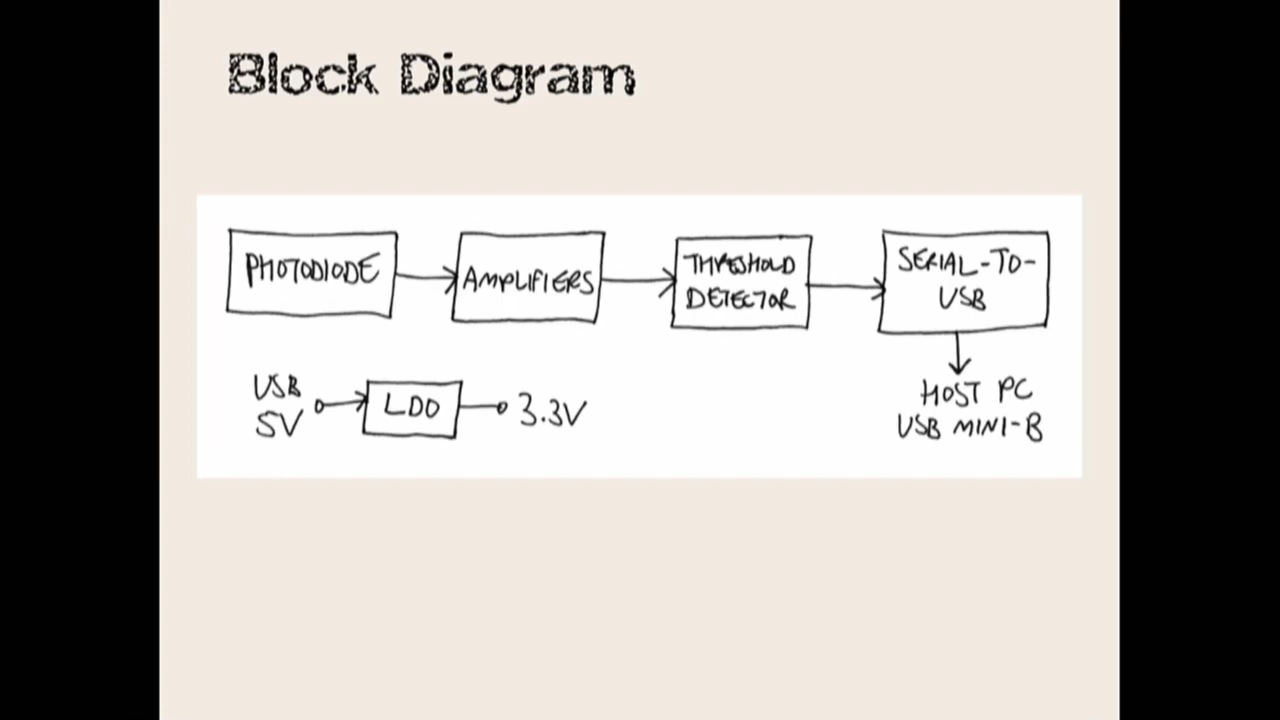 Block Diagram
PHOTODIODE
AMPLIFIERS
THRESHOLD
DETECTOR
SERIAL-TO-
USB
USB
5V
LDO
3.3V
HOST PC
USB MINI-B